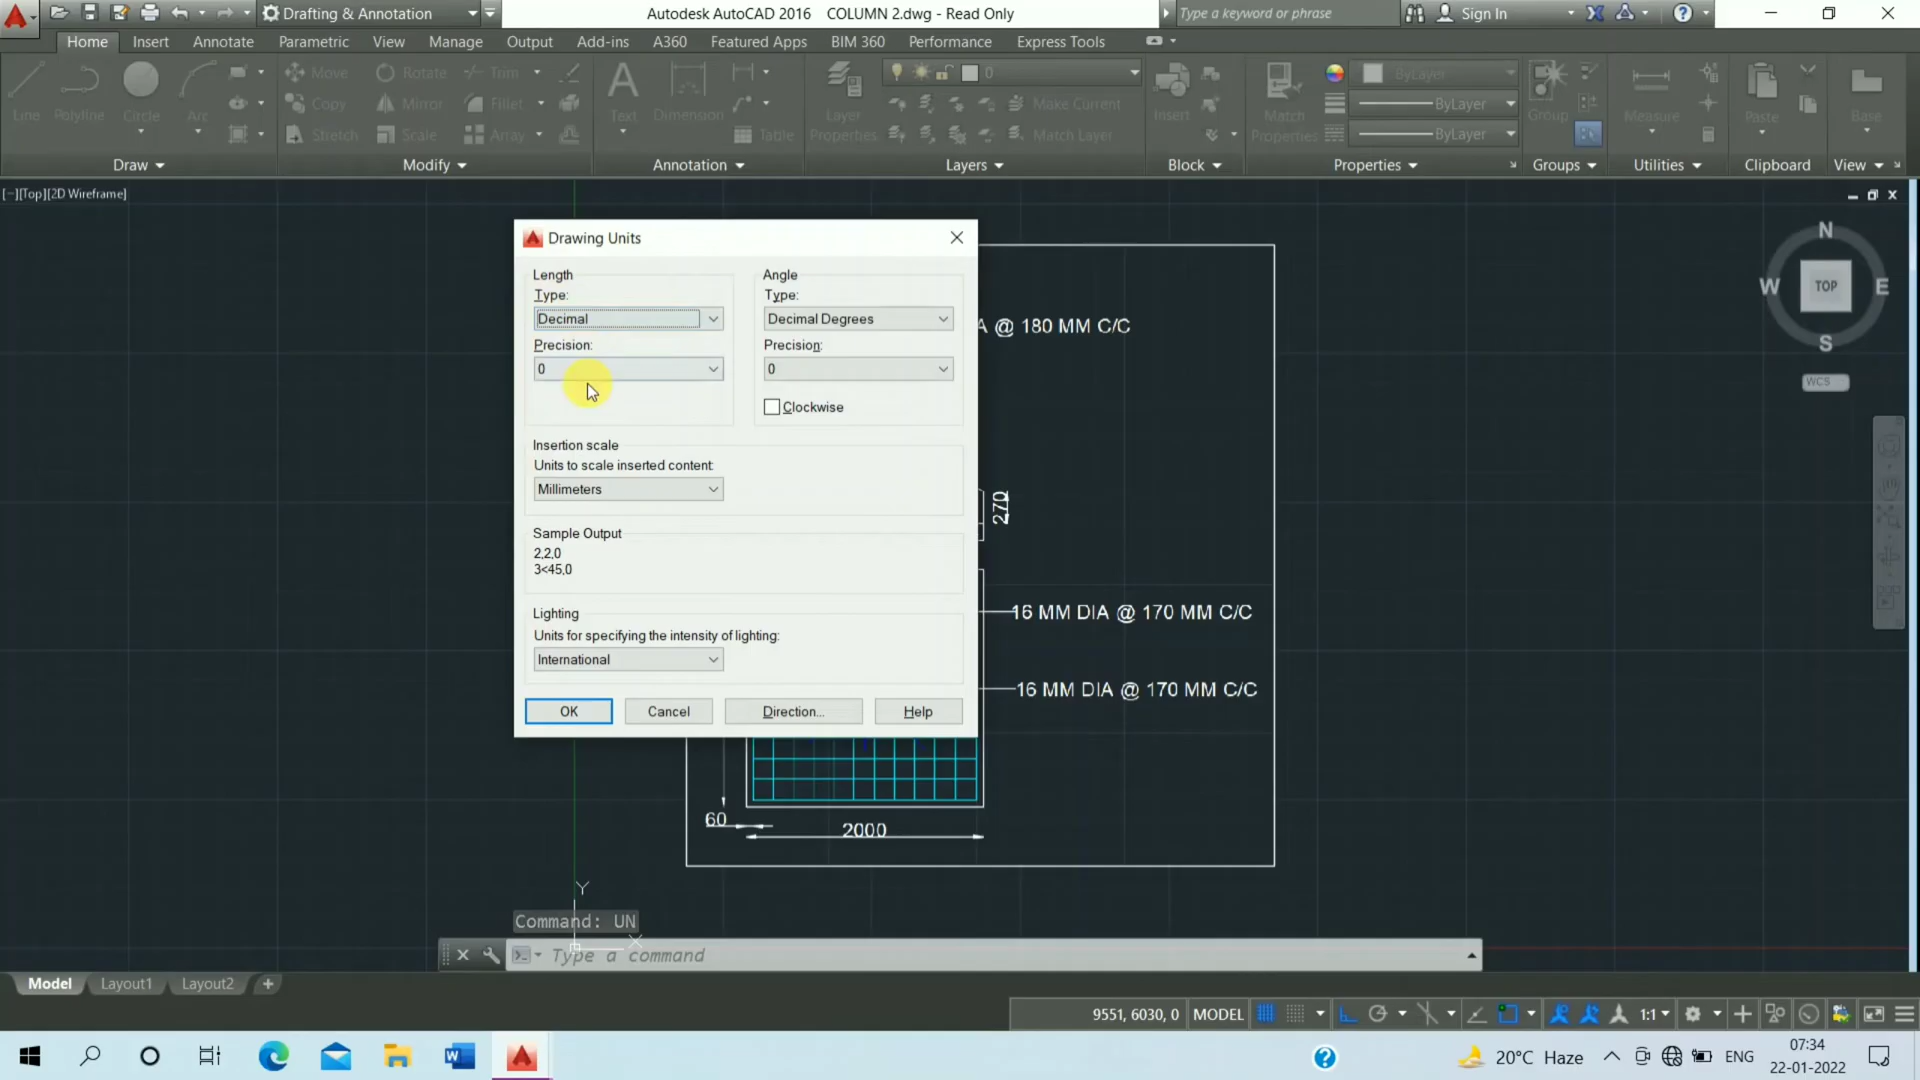 Drafting & Annotation
Autodesk AutoCAD 2016 COLUMN 2.dwg - Read Only
Type a keyword or phrase
Sign In
Home Insert Annotate Parametric View Manage Output Add-ins A360 Featured Apps BIM 360 Performance Express Tools
Line Polyline Circle Arc
Move Rotate Trim
Copy Mirror Fillet
Stretch Scale Array
Text Dimension Table
Layer Properties
0
Make Current
Match Layer
Insert
Match Properties
ByLayer
ByLayer
ByLayer
Group Measure Paste Base
Draw Modify Annotation Layers Block Properties Groups Utilities Clipboard View
[−][Top][2D Wireframe]
N
W TOP E
S
WCS
Drawing Units
Length
Type:
Decimal
Precision:
0
Angle
Type:
Decimal Degrees
Precision:
0
Clockwise
Insertion scale
Units to scale inserted content:
Millimeters
Sample Output
2,2,0
3<45,0
Lighting
Units for specifying the intensity of lighting:
International
OK Cancel Direction... Help
A @ 180 MM C/C
270
16 MM DIA @ 170 MM C/C
16 MM DIA @ 170 MM C/C
60
2000
Y
X
Command: UN
Type a command
Model Layout1 Layout2 +
9551, 6030, 0 MODEL 1:1
20°C Haze ENG
07:34
22-01-2022